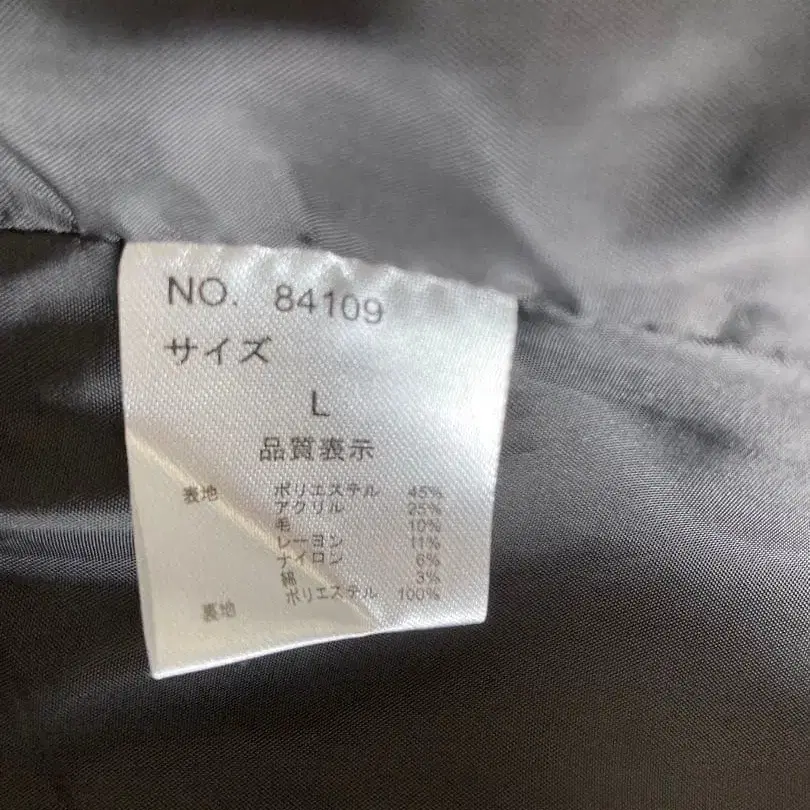 NO. 84109
サイズ
L
品質表示
表地 ポリエステル 45%
アクリル 25%
毛 10%
レーヨン 11%
ナイロン 6%
綿 3%
裏地 ポリエステル 100%